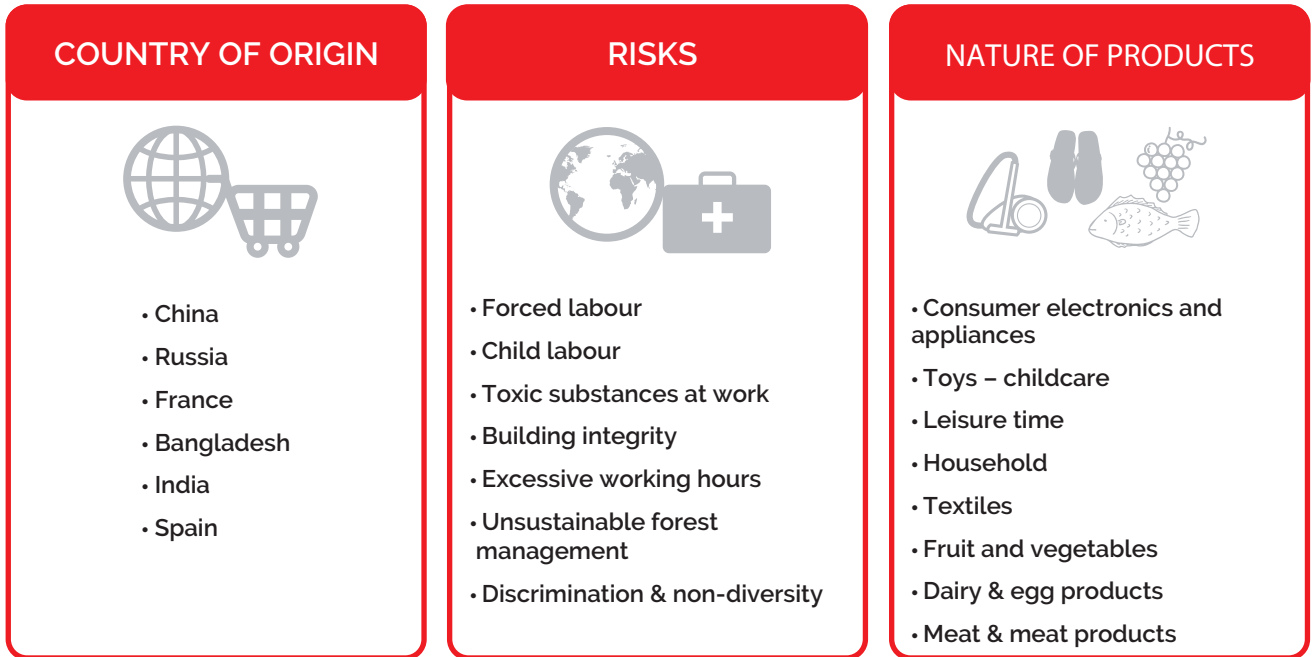 COUNTRY OF ORIGIN
• China
• Russia
• France
• Bangladesh
• India
• Spain
RISKS
• Forced labour
• Child labour
• Toxic substances at work
• Building integrity
• Excessive working hours
• Unsustainable forest
management
• Discrimination & non-diversity
NATURE OF PRODUCTS
• Consumer electronics and
appliances
• Toys – childcare
• Leisure time
• Household
• Textiles
• Fruit and vegetables
• Dairy & egg products
• Meat & meat products